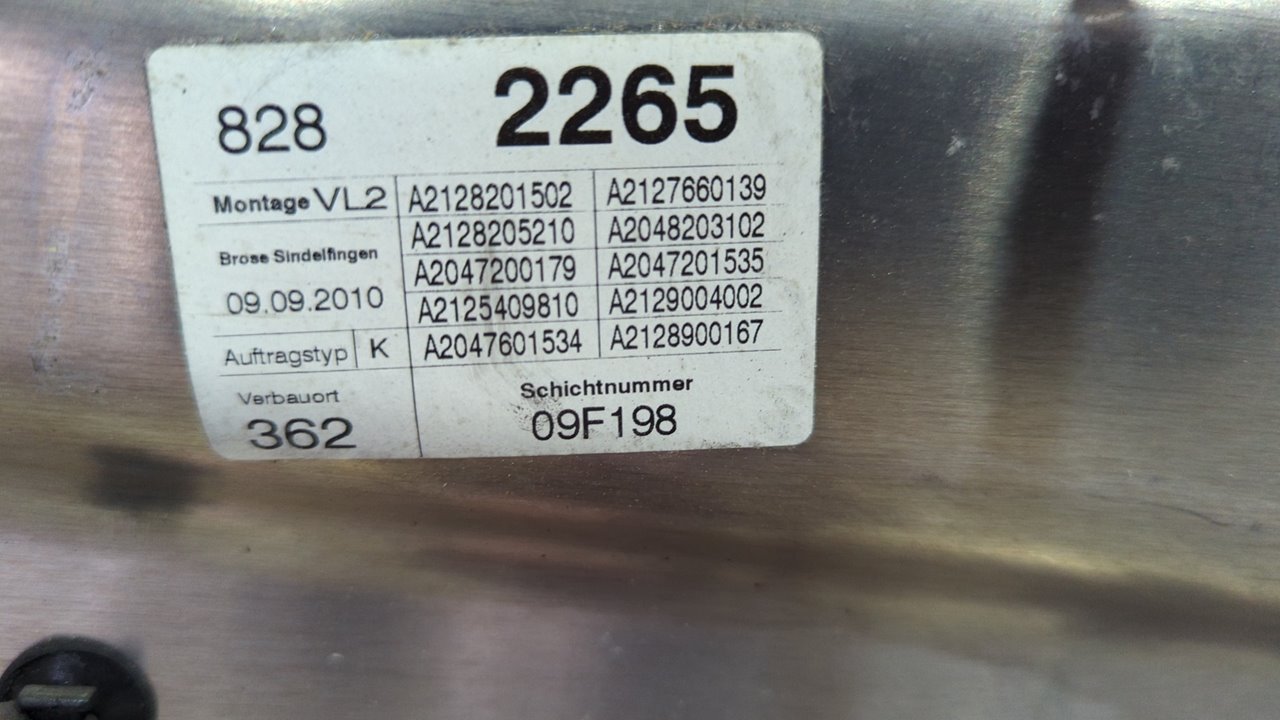 828 2265
Montage VL2 A2128201502 A2127660139
A2128205210 A2048203102
Brose Sindelfingen A2047200179 A2047201535
09.09.2010 A2125409810 A2129004002
Auftragstyp K A2047601534 A2128900167
Verbauort Schichtnummer
362 09F198